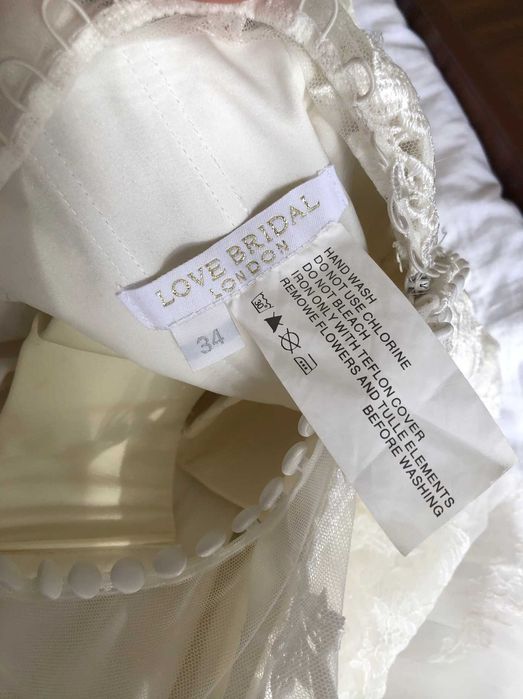 LOVE BRIDAL
LONDON
34
HAND WASH
DO NOT USE CHLORINE
DO NOT BLEACH
IRON ONLY WITH TEFLON COVER
REMOWE FLOWERS AND TULLE ELEMENTS
BEFORE WASHING